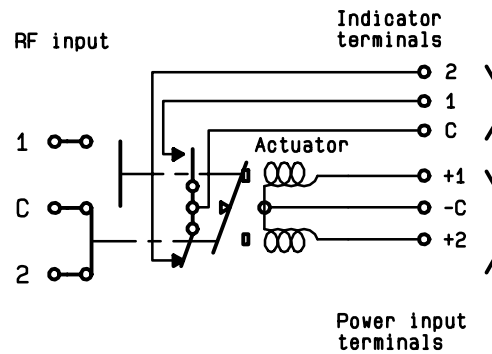 Indicator
terminals
RF input
2
1
C
Actuator
1
+1
C
-C
+2
2
Power input
terminals